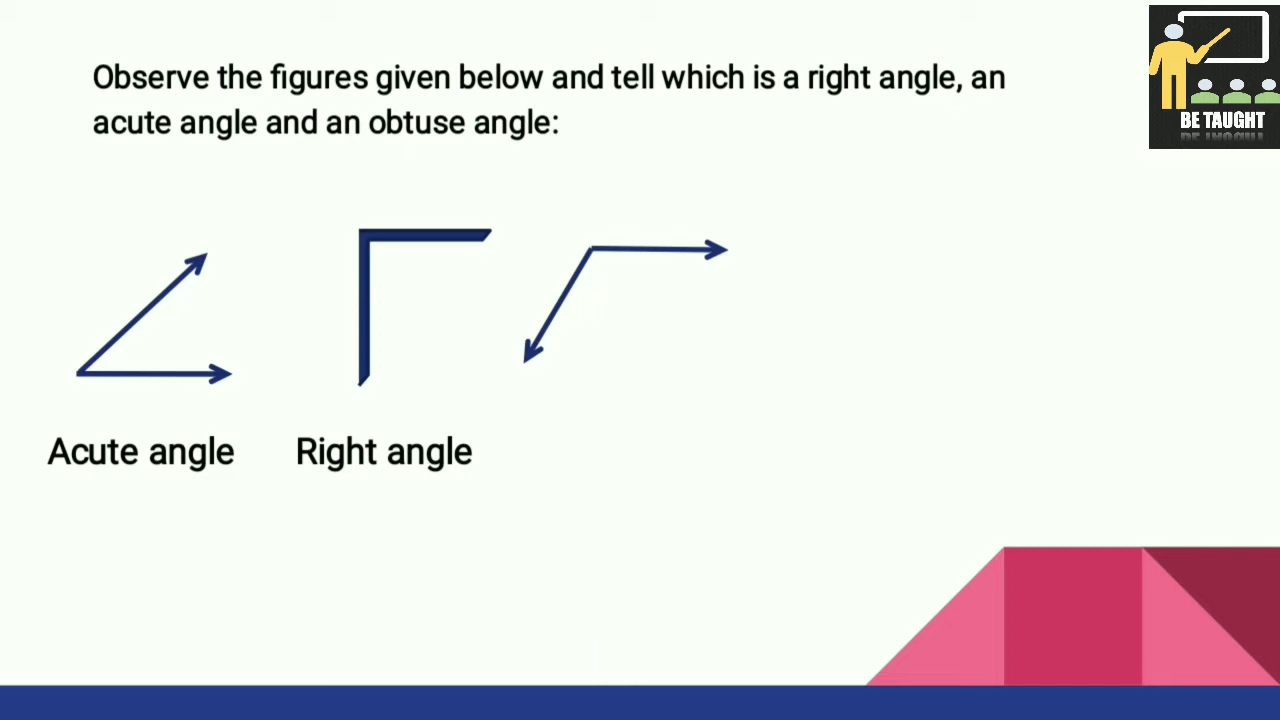 Observe the figures given below and tell which is a right angle, an
acute angle and an obtuse angle:
BE TAUGHT
Acute angle
Right angle